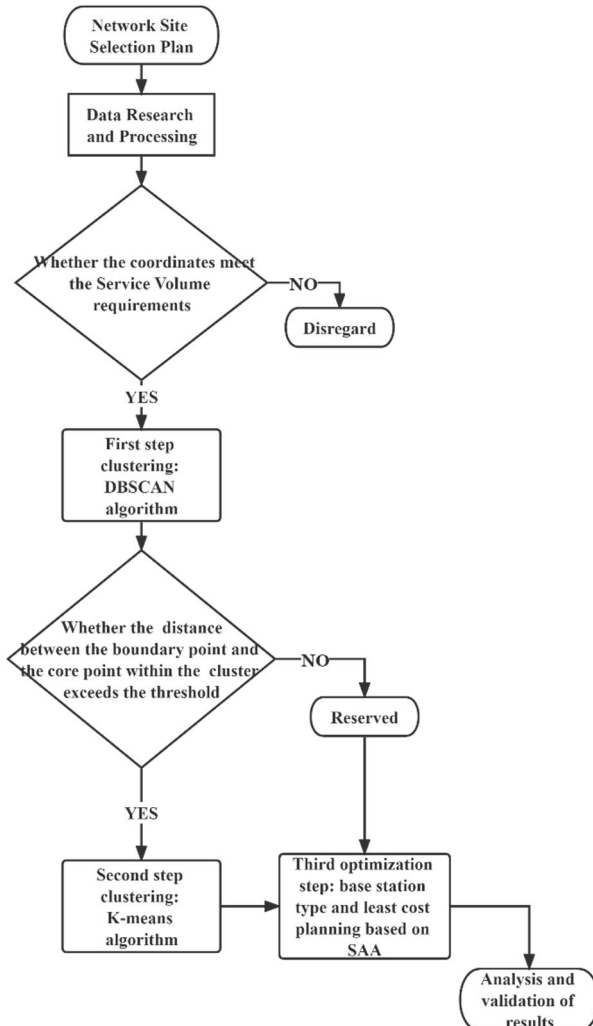 Network Site
Selection Plan
Data Research
and Processing
Whether the coordinates meet
the Service Volume
requirements
NO
Disregard
YES
First step
clustering:
DBSCAN
algorithm
Whether the distance
between the boundary point and
the core point within the cluster
exceeds the threshold
NO
Reserved
YES
Second step
clustering:
K-means
algorithm
Third optimization
step: base station
type and least cost
planning based on
SAA
Analysis and
validation of
results